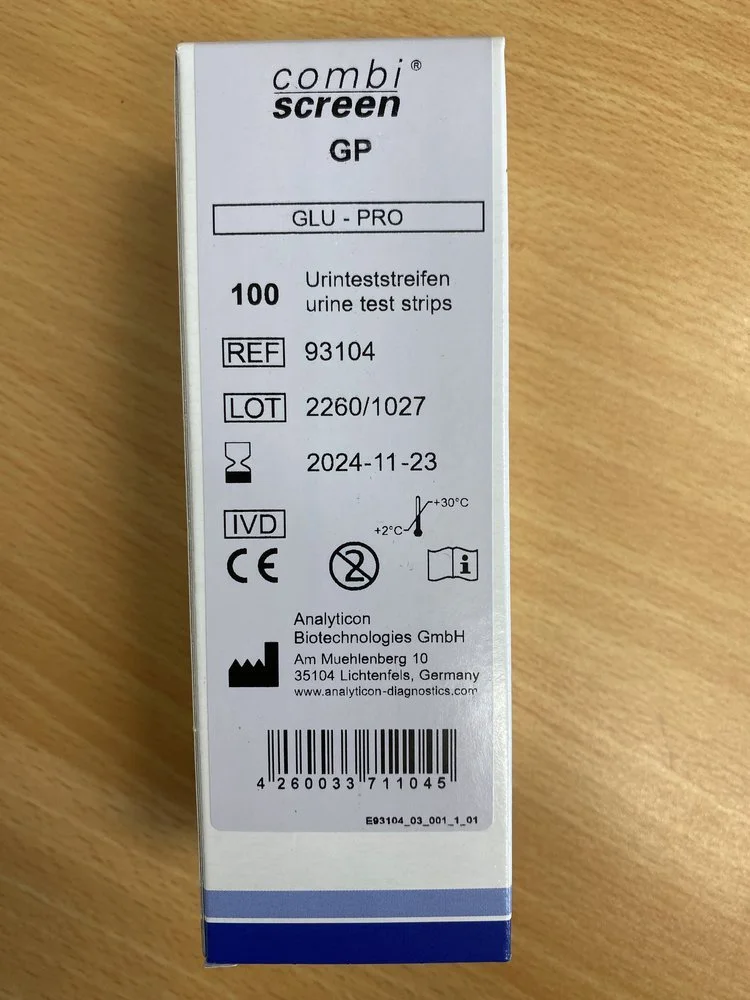 combi®
screen
GP
GLU - PRO
100 Urinteststreifen
urine test strips
REF 93104
LOT 2260/1027
2024-11-23
+30°C
+2°C
IVD
CE 2 i
Analyticon
Biotechnologies GmbH
Am Muehlenberg 10
35104 Lichtenfels, Germany
www.analyticon-diagnostics.com
4 260033 711045
E93104_03_001_1_01